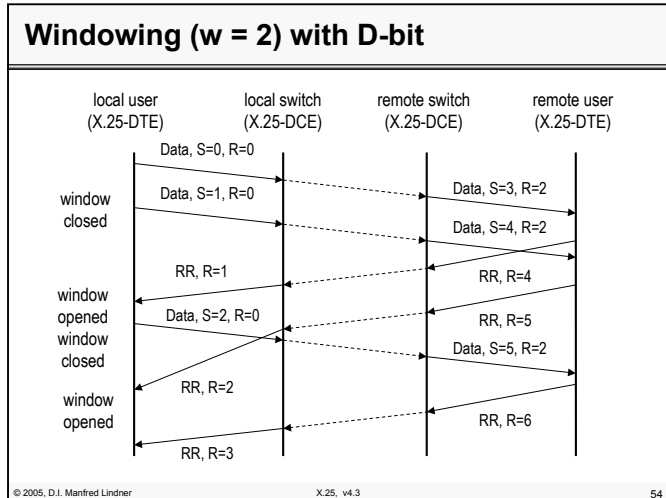 Windowing (w = 2) with D-bit
local user
(X.25-DTE)
local switch
(X.25-DCE)
remote switch
(X.25-DCE)
remote user
(X.25-DTE)
Data, S=0, R=0
Data, S=3, R=2
window
closed
Data, S=1, R=0
Data, S=4, R=2
RR, R=1
RR, R=4
window
opened
Data, S=2, R=0
RR, R=5
window
closed
Data, S=5, R=2
RR, R=2
window
opened
RR, R=6
RR, R=3
© 2005, D.I. Manfred Lindner
X.25, v4.3
54